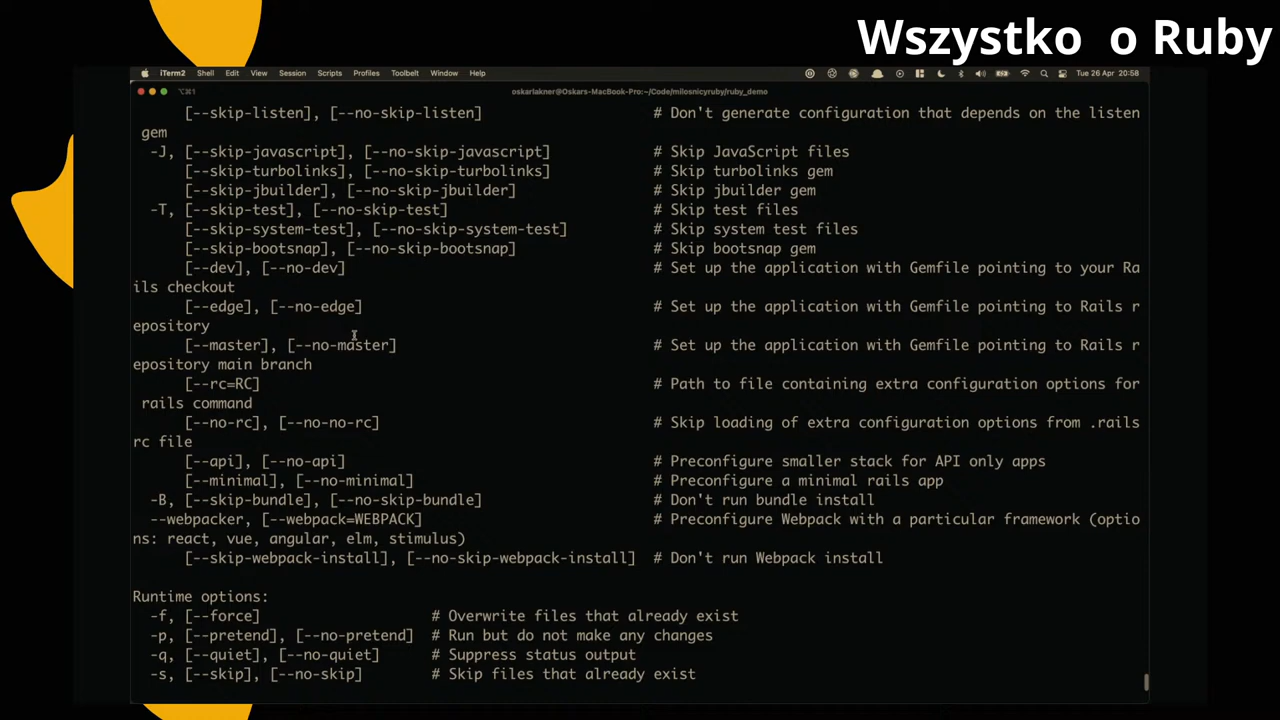 Wszystko o Ruby
iTerm2 Shell Edit View Session Scripts Profiles Toolbelt Window Help Tue 26 Apr 20:58
⌥⌘1 oskarlakner@Oskars-MacBook-Pro:~/Code/milosnicyruby/ruby_demo
[--skip-listen], [--no-skip-listen] # Don't generate configuration that depends on the listen
gem
-J, [--skip-javascript], [--no-skip-javascript] # Skip JavaScript files
[--skip-turbolinks], [--no-skip-turbolinks] # Skip turbolinks gem
[--skip-jbuilder], [--no-skip-jbuilder] # Skip jbuilder gem
-T, [--skip-test], [--no-skip-test] # Skip test files
[--skip-system-test], [--no-skip-system-test] # Skip system test files
[--skip-bootsnap], [--no-skip-bootsnap] # Skip bootsnap gem
[--dev], [--no-dev] # Set up the application with Gemfile pointing to your Ra
ils checkout
[--edge], [--no-edge] # Set up the application with Gemfile pointing to Rails r
epository
[--master], [--no-master] # Set up the application with Gemfile pointing to Rails r
epository main branch
[--rc=RC] # Path to file containing extra configuration options for
rails command
[--no-rc], [--no-no-rc] # Skip loading of extra configuration options from .rails
rc file
[--api], [--no-api] # Preconfigure smaller stack for API only apps
[--minimal], [--no-minimal] # Preconfigure a minimal rails app
-B, [--skip-bundle], [--no-skip-bundle] # Don't run bundle install
--webpacker, [--webpack=WEBPACK] # Preconfigure Webpack with a particular framework (optio
ns: react, vue, angular, elm, stimulus)
[--skip-webpack-install], [--no-skip-webpack-install] # Don't run Webpack install
Runtime options:
-f, [--force] # Overwrite files that already exist
-p, [--pretend], [--no-pretend] # Run but do not make any changes
-q, [--quiet], [--no-quiet] # Suppress status output
-s, [--skip], [--no-skip] # Skip files that already exist